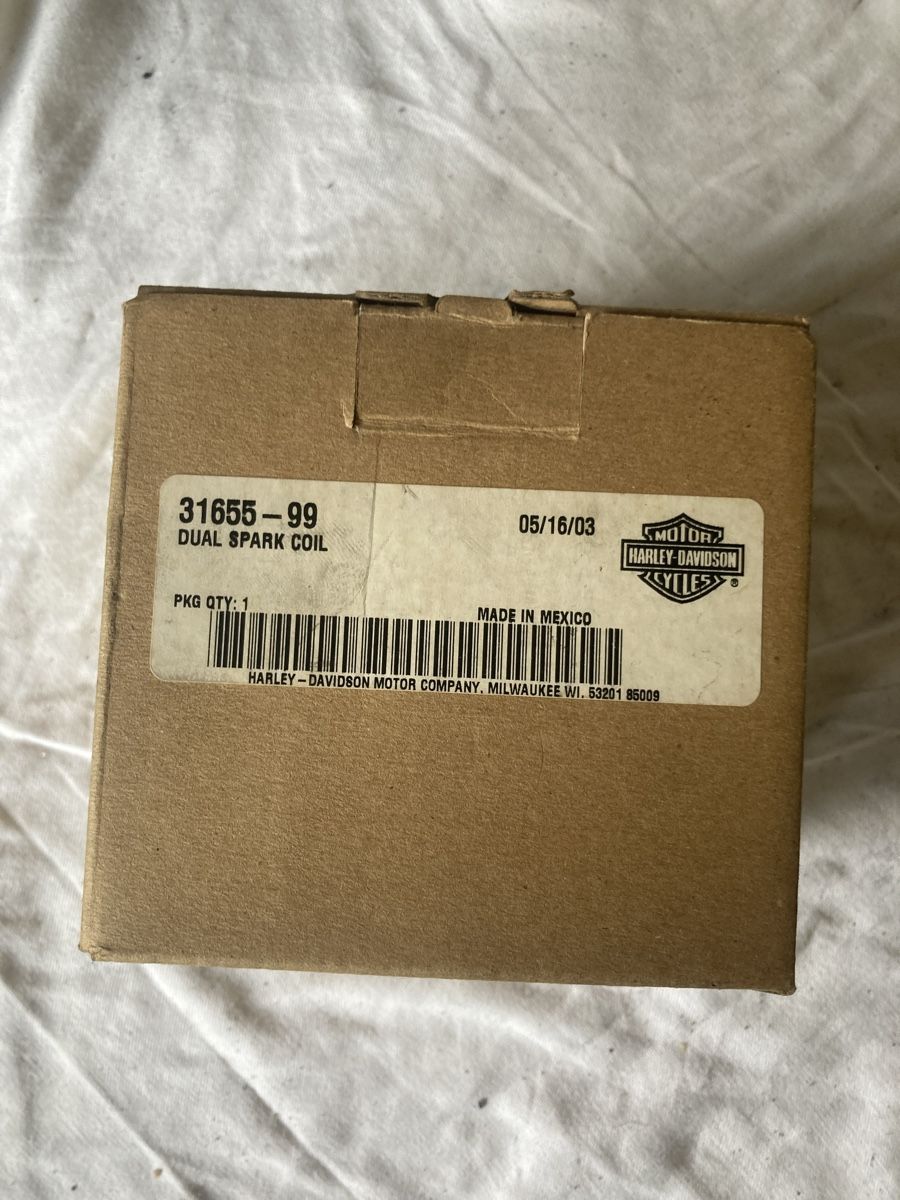 31655-99
DUAL SPARK COIL
05/16/03
MOTOR
HARLEY-DAVIDSON
CYCLES®
PKG QTY: 1
MADE IN MEXICO
HARLEY-DAVIDSON MOTOR COMPANY. MILWAUKEE WI. 53201 85009